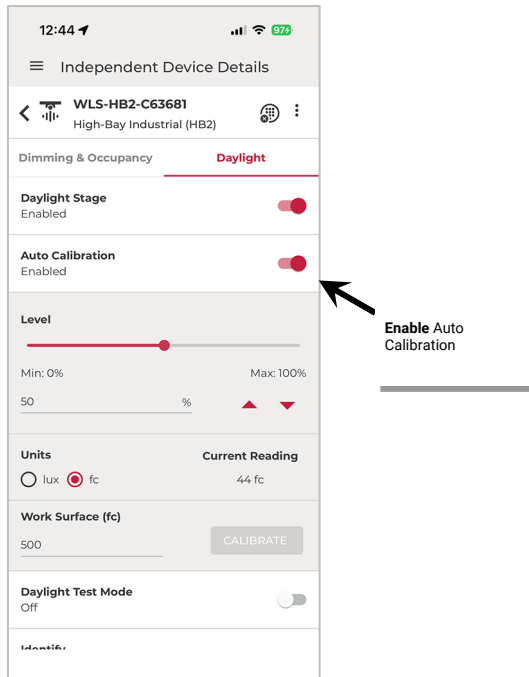 12:44
97
Independent Device Details
WLS-HB2-C63681
High-Bay Industrial (HB2)
Dimming & Occupancy
Daylight
Daylight Stage
Enabled
Auto Calibration
Enabled
Level
Min: 0%
Max: 100%
50 %
Units
Current Reading
lux fc
44 fc
Work Surface (fc)
500
CALIBRATE
Daylight Test Mode
Off
Identify
Enable Auto
Calibration